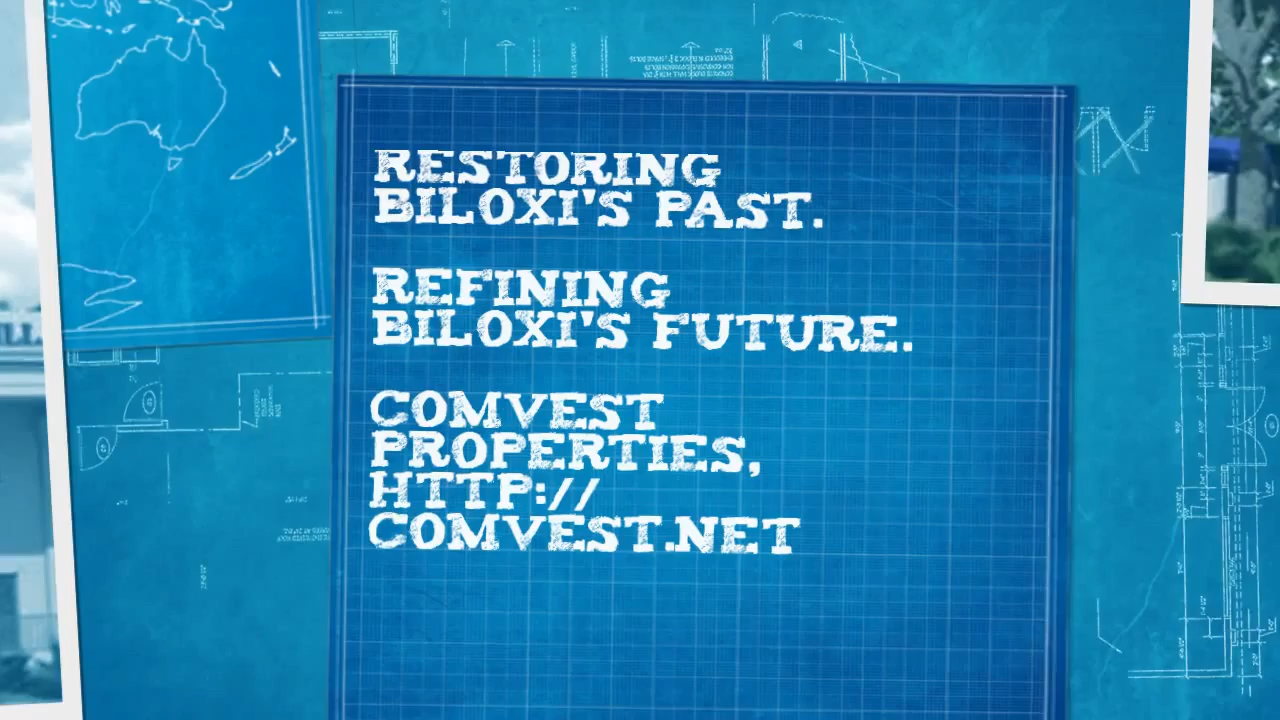 RESTORING
BILOXI'S PAST.
REFINING
BILOXI'S FUTURE.
COMVEST
PROPERTIES,
HTTP://
COMVEST.NET